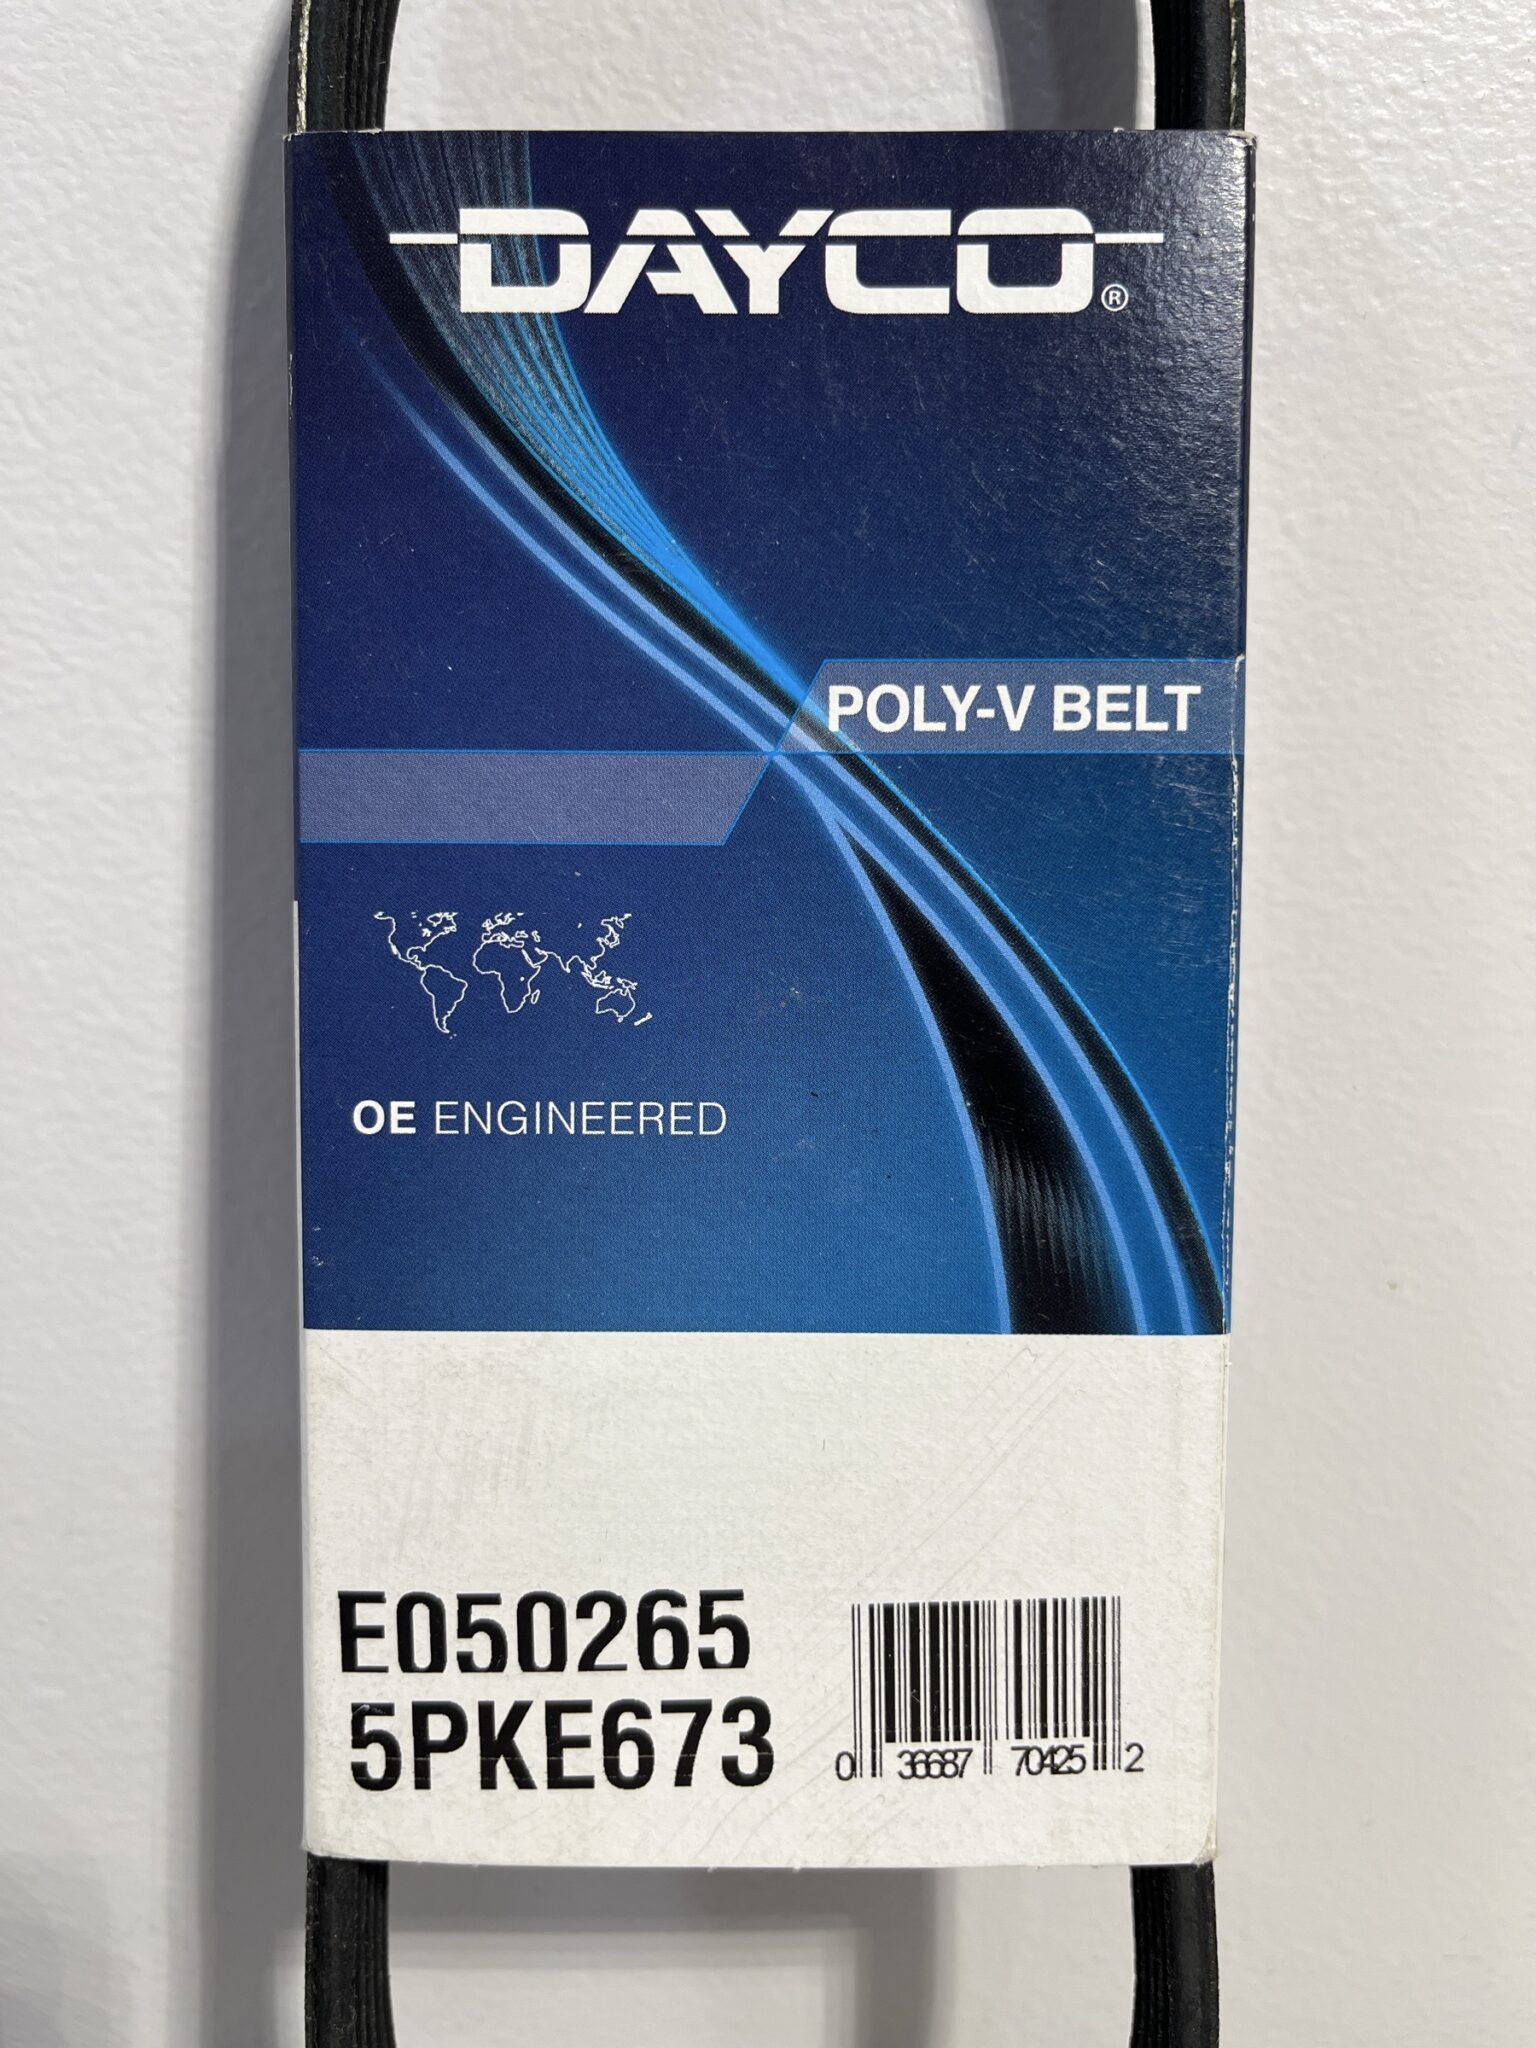 DAYCO®
POLY-V BELT
OE ENGINEERED
E050265
5PKE673
0 36687 70425 2